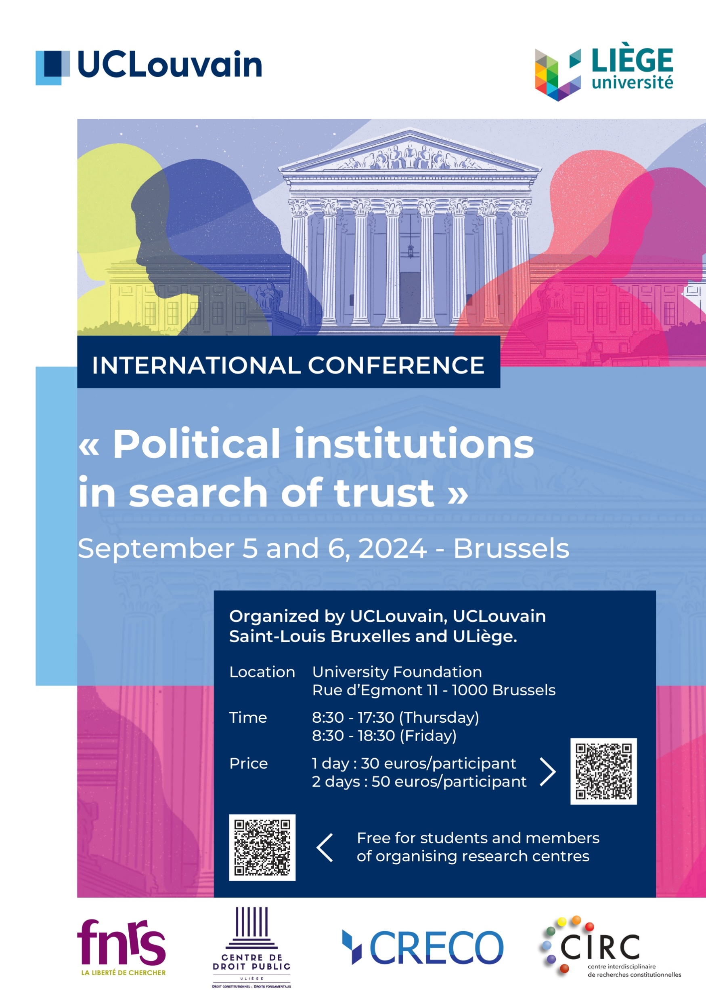 UCLouvain
LIÈGE
université
INTERNATIONAL CONFERENCE
« Political institutions
in search of trust »
September 5 and 6, 2024 - Brussels
Organized by UCLouvain, UCLouvain
Saint-Louis Bruxelles and ULiège.
Location University Foundation
Rue d’Egmont 11 - 1000 Brussels
Time 8:30 - 17:30 (Thursday)
8:30 - 18:30 (Friday)
Price 1 day : 30 euros/participant
2 days : 50 euros/participant
Free for students and members
of organising research centres
fnrs
LA LIBERTÉ DE CHERCHER
CENTRE DE
DROIT PUBLIC
ULIÈGE
DROIT CONSTITUTIONNEL • DROITS FONDAMENTAUX
CRECO
CIRC
centre interdisciplinaire
de recherches constitutionnelles